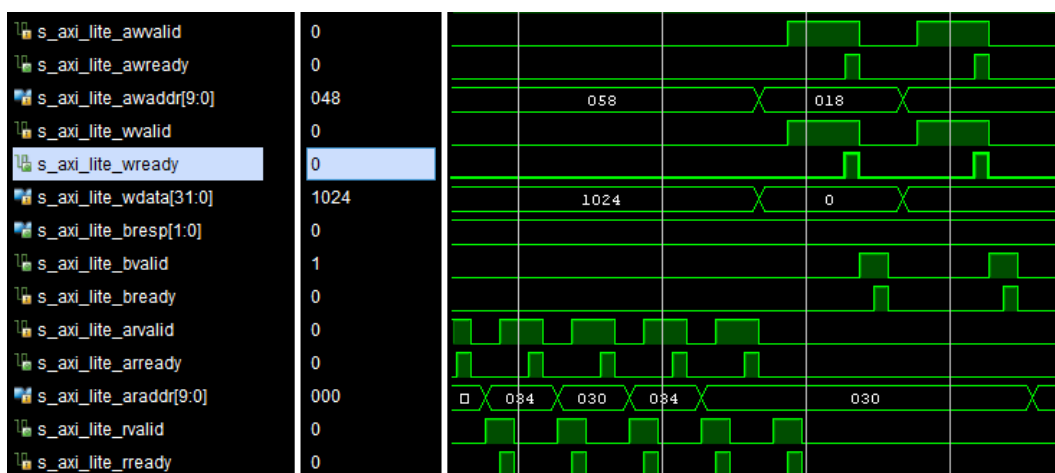 s_axi_lite_awvalid 0
s_axi_lite_awready 0
s_axi_lite_awaddr[9:0] 048 058 018
s_axi_lite_wvalid 0
s_axi_lite_wready 0
s_axi_lite_wdata[31:0] 1024 1024 0
s_axi_lite_bresp[1:0] 0
s_axi_lite_bvalid 1
s_axi_lite_bready 0
s_axi_lite_arvalid 0
s_axi_lite_arready 0
s_axi_lite_araddr[9:0] 000 034 030 034 030
s_axi_lite_rvalid 0
s_axi_lite_rready 0